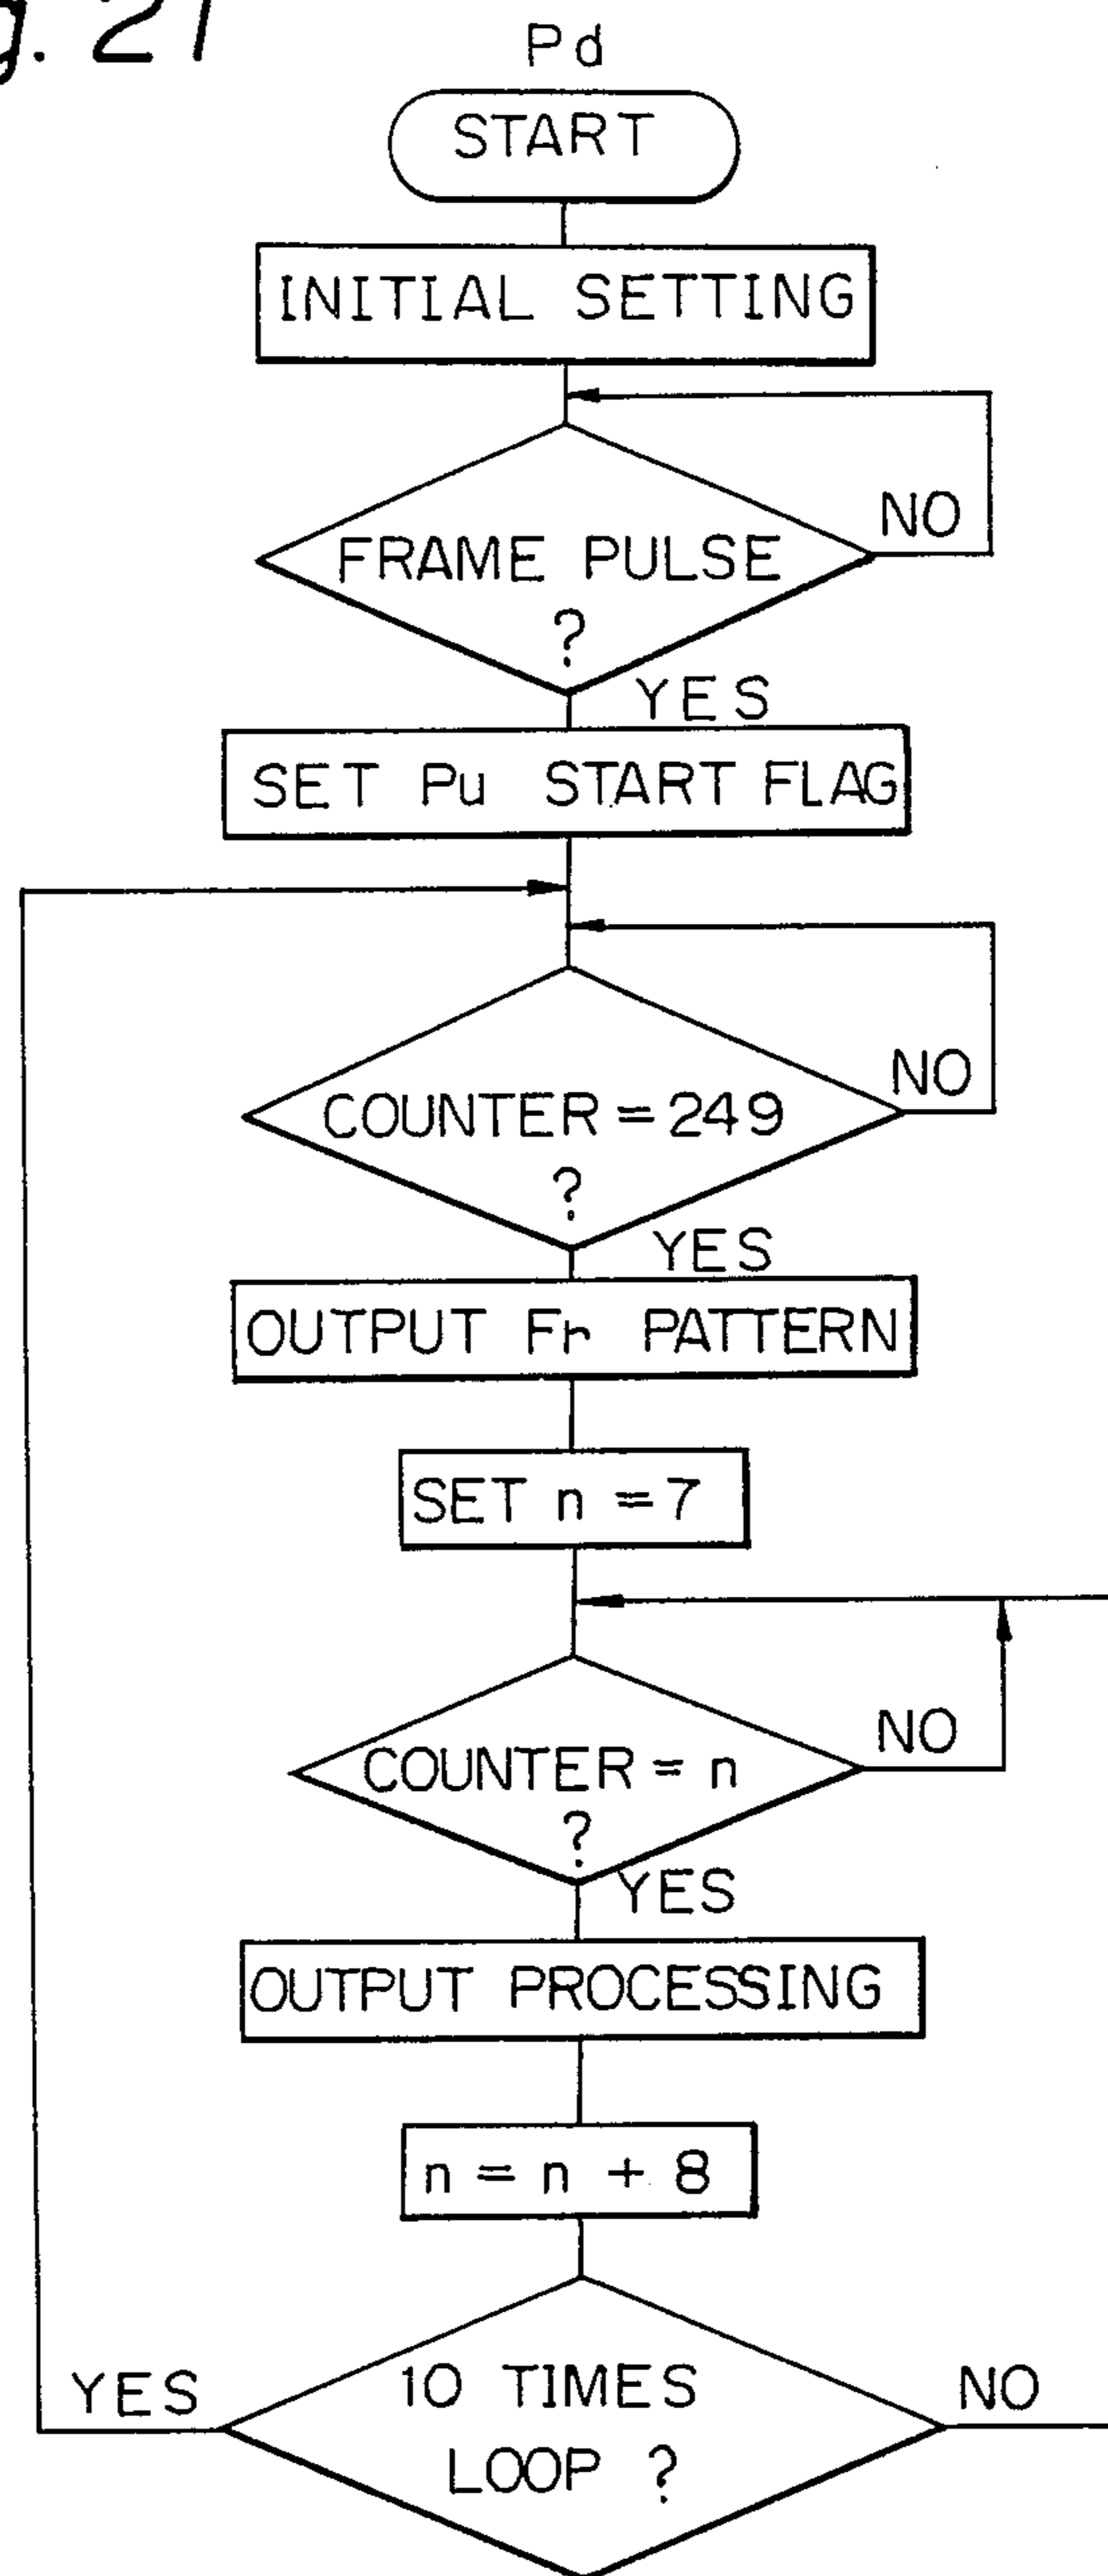 g. 21
Pd
START
INITIAL SETTING
NO
FRAME PULSE
?
YES
SET Pu START FLAG
NO
COUNTER = 249
?
YES
OUTPUT Fr PATTERN
SET n = 7
NO
COUNTER = n
?
YES
OUTPUT PROCESSING
n = n + 8
YES
10 TIMES
NO
LOOP ?